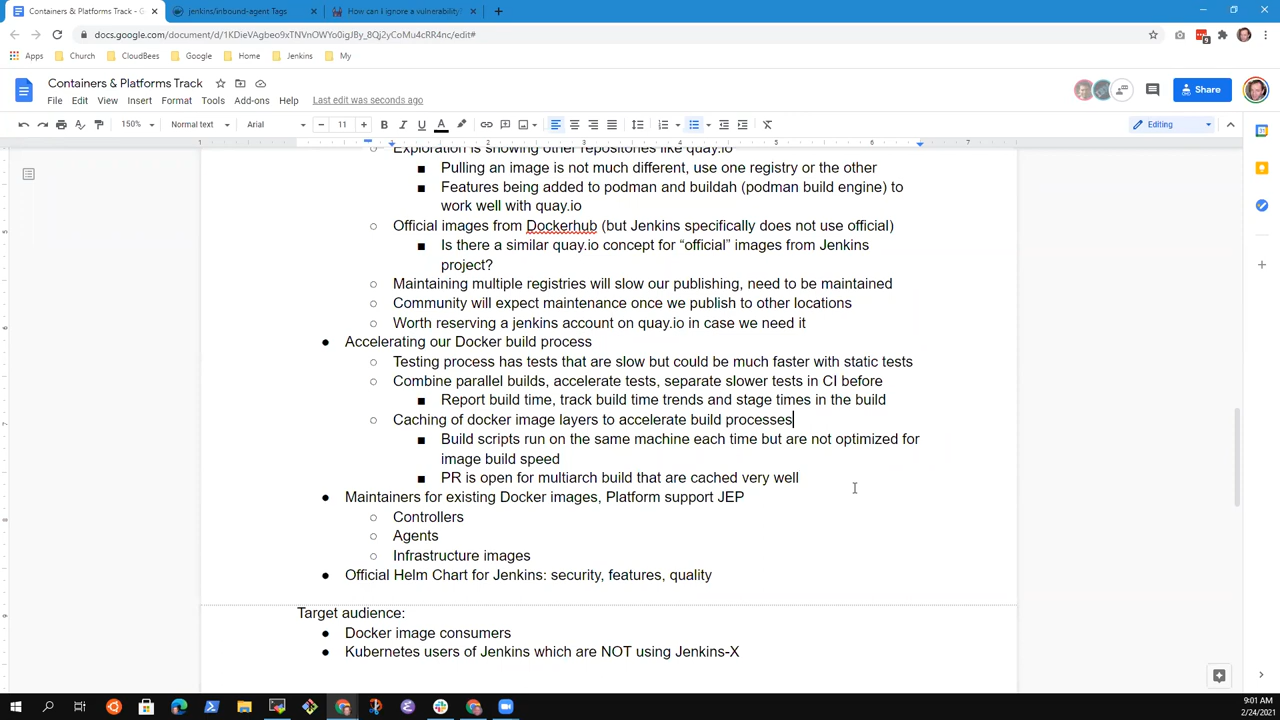 Containers & Platforms Track - G
jenkins/inbound-agent Tags
How can i ignore a vulnerability?
docs.google.com/document/d/1KDieVAgbeo9xTNVnOWYo0igJBy_8Qj2yCoMu4cRR4nc/edit#
9
Apps
Church
CloudBees
Google
Home
Jenkins
My
Containers & Platforms Track
File Edit View Insert Format Tools Add-ons Help Last edit was seconds ago
Share
150% Normal text Arial 11 Editing
1 2 3 4 5 6 7
Exploration is showing other repositories like quay.io
Pulling an image is not much different, use one registry or the other
Features being added to podman and buildah (podman build engine) to
work well with quay.io
Official images from Dockerhub (but Jenkins specifically does not use official)
Is there a similar quay.io concept for “official” images from Jenkins
project?
Maintaining multiple registries will slow our publishing, need to be maintained
Community will expect maintenance once we publish to other locations
Worth reserving a jenkins account on quay.io in case we need it
Accelerating our Docker build process
Testing process has tests that are slow but could be much faster with static tests
Combine parallel builds, accelerate tests, separate slower tests in CI before
Report build time, track build time trends and stage times in the build
Caching of docker image layers to accelerate build processes
Build scripts run on the same machine each time but are not optimized for
image build speed
PR is open for multiarch build that are cached very well
Maintainers for existing Docker images, Platform support JEP
Controllers
Agents
Infrastructure images
Official Helm Chart for Jenkins: security, features, quality
Target audience:
Docker image consumers
Kubernetes users of Jenkins which are NOT using Jenkins-X
9:01 AM
2/24/2021